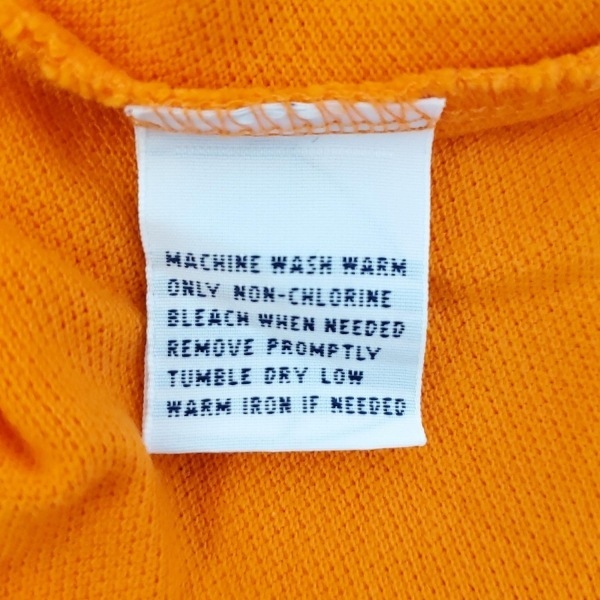 MACHINE WASH WARM
ONLY NON-CHLORINE
BLEACH WHEN NEEDED
REMOVE PROMPTLY
TUMBLE DRY LOW
WARM IRON IF NEEDED